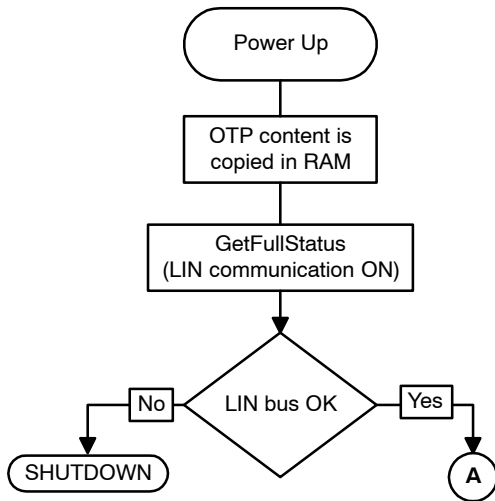 Power Up
OTP content is
copied in RAM
GetFullStatus
(LIN communication ON)
LIN bus OK
No
Yes
SHUTDOWN
A